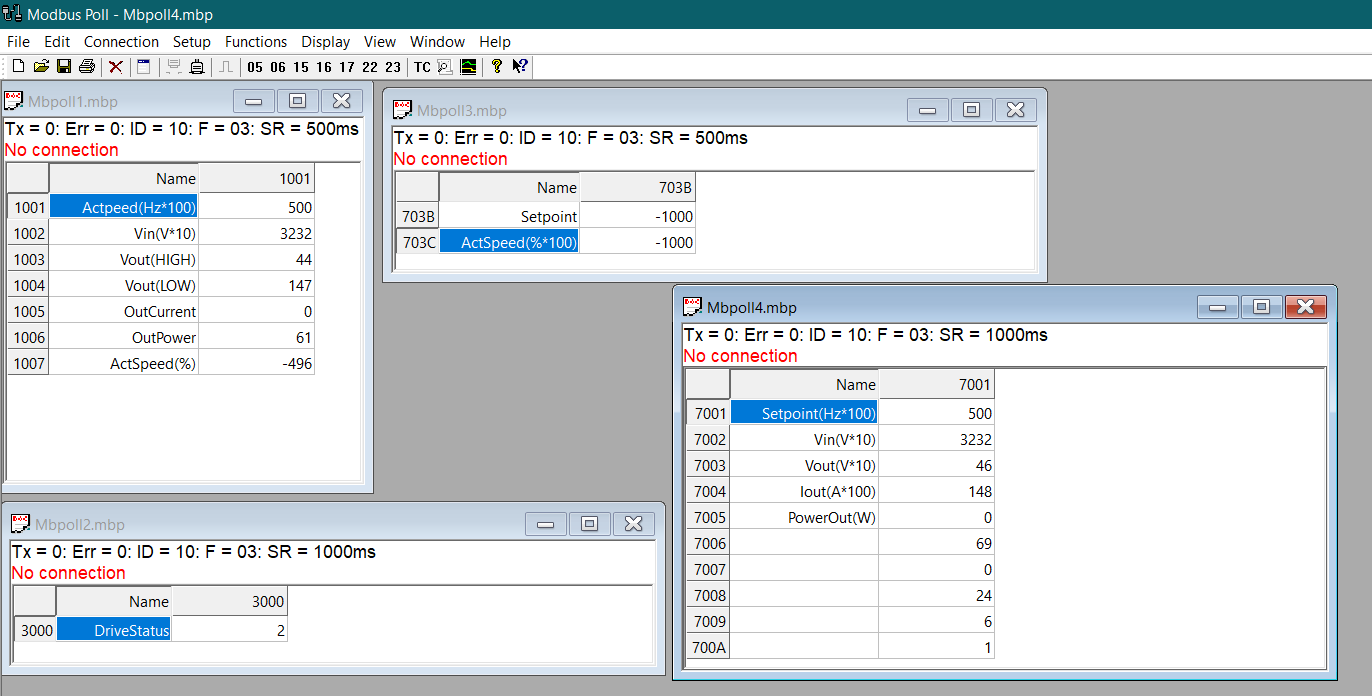 Modbus Poll - Mbpoll4.mbp
File Edit Connection Setup Functions Display View Window Help
05 06 15 16 17 22 23 TC
Mbpoll1.mbp
Tx = 0: Err = 0: ID = 10: F = 03: SR = 500ms
No connection
Name 1001
1001 Actpeed(Hz*100) 500
1002 Vin(V*10) 3232
1003 Vout(HIGH) 44
1004 Vout(LOW) 147
1005 OutCurrent 0
1006 OutPower 61
1007 ActSpeed(%) -496
Mbpoll3.mbp
Tx = 0: Err = 0: ID = 10: F = 03: SR = 500ms
No connection
Name 703B
703B Setpoint -1000
703C ActSpeed(%*100) -1000
Mbpoll4.mbp
Tx = 0: Err = 0: ID = 10: F = 03: SR = 1000ms
No connection
Name 7001
7001 Setpoint(Hz*100) 500
7002 Vin(V*10) 3232
7003 Vout(V*10) 46
7004 Iout(A*100) 148
7005 PowerOut(W) 0
7006 69
7007 0
7008 24
7009 6
700A 1
Mbpoll2.mbp
Tx = 0: Err = 0: ID = 10: F = 03: SR = 1000ms
No connection
Name 3000
3000 DriveStatus 2